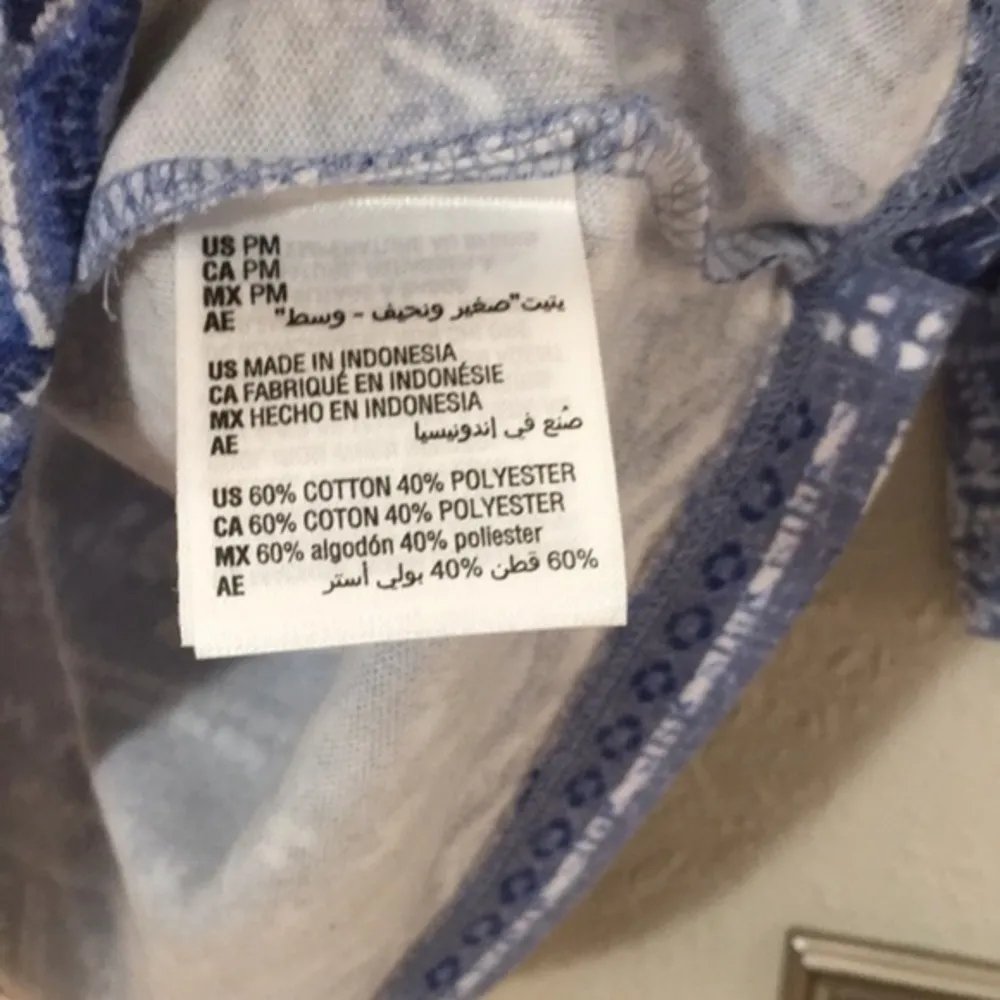 US PM
CA PM
MX PM
AE يتيت"صغير ونحيف - وسط"
US MADE IN INDONESIA
CA FABRIQUÉ EN INDONÉSIE
MX HECHO EN INDONESIA
AE صُنع في إندونيسيا
US 60% COTTON 40% POLYESTER
CA 60% COTON 40% POLYESTER
MX 60% algodón 40% poliester
AE 60% قطن 40% بولي أستر